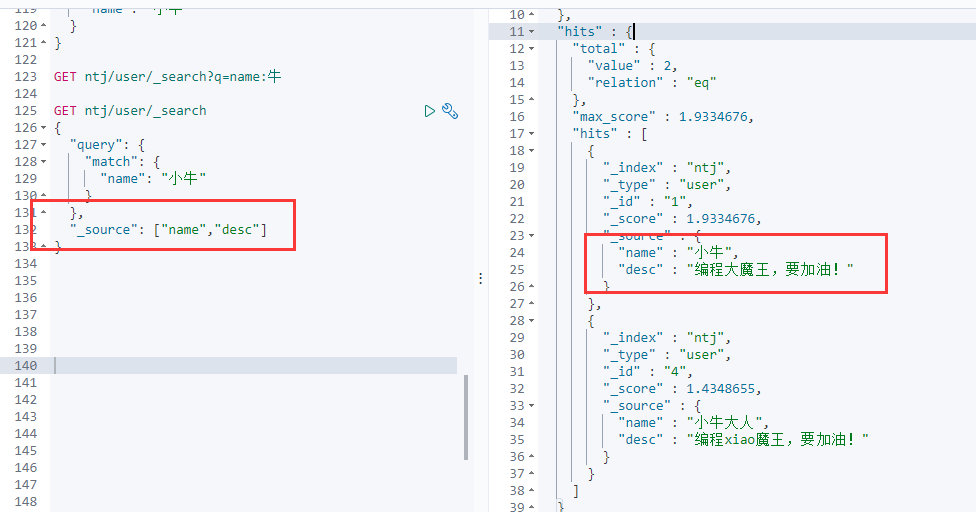 119 "name" : "小牛"
120 }
121 }
122
123 GET ntj/user/_search?q=name:牛
124
125 GET ntj/user/_search
126 {
127 "query": {
128 "match": {
129 "name": "小牛"
130 }
131 },
132 "_source": ["name","desc"]
133 }
134
135
136
137
138
139
140
141
142
143
144
145
146
147
148
10 },
11 "hits" : {
12 "total" : {
13 "value" : 2,
14 "relation" : "eq"
15 },
16 "max_score" : 1.9334676,
17 "hits" : [
18 {
19 "_index" : "ntj",
20 "_type" : "user",
21 "_id" : "1",
22 "_score" : 1.9334676,
23 "_source" : {
24 "name" : "小牛",
25 "desc" : "编程大魔王，要加油！"
26 }
27 },
28 {
29 "_index" : "ntj",
30 "_type" : "user",
31 "_id" : "4",
32 "_score" : 1.4348655,
33 "_source" : {
34 "name" : "小牛大人",
35 "desc" : "编程xiao魔王，要加油！"
36 }
37 }
38 ]
39 }